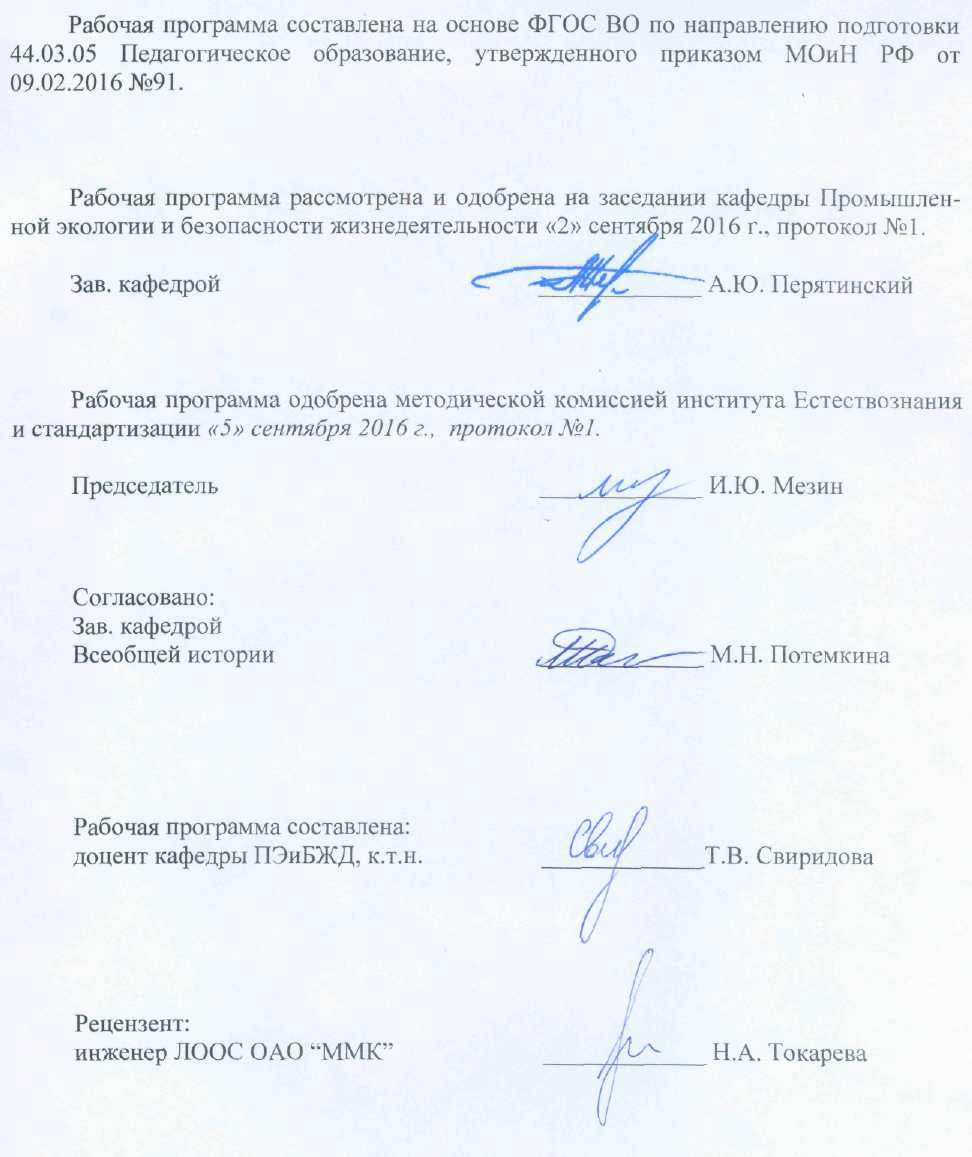 Рабочая программа составлена на основе ФГОС ВО по направлению подготовки
44.03.05 Педагогическое образование, утвержденного приказом МОиН РФ от
09.02.2016 №91.
Рабочая программа рассмотрена и одобрена на заседании кафедры Промышлен-
ной экологии и безопасности жизнедеятельности «2» сентября 2016 г., протокол №1.
Зав. кафедрой А.Ю. Перятинский
Рабочая программа одобрена методической комиссией института Естествознания
и стандартизации «5» сентября 2016 г., протокол №1.
Председатель И.Ю. Мезин
Согласовано:
Зав. кафедрой
Всеобщей истории М.Н. Потемкина
Рабочая программа составлена:
доцент кафедры ПЭиБЖД, к.т.н. Т.В. Свиридова
Рецензент:
инженер ЛООС ОАО “ММК” Н.А. Токарева